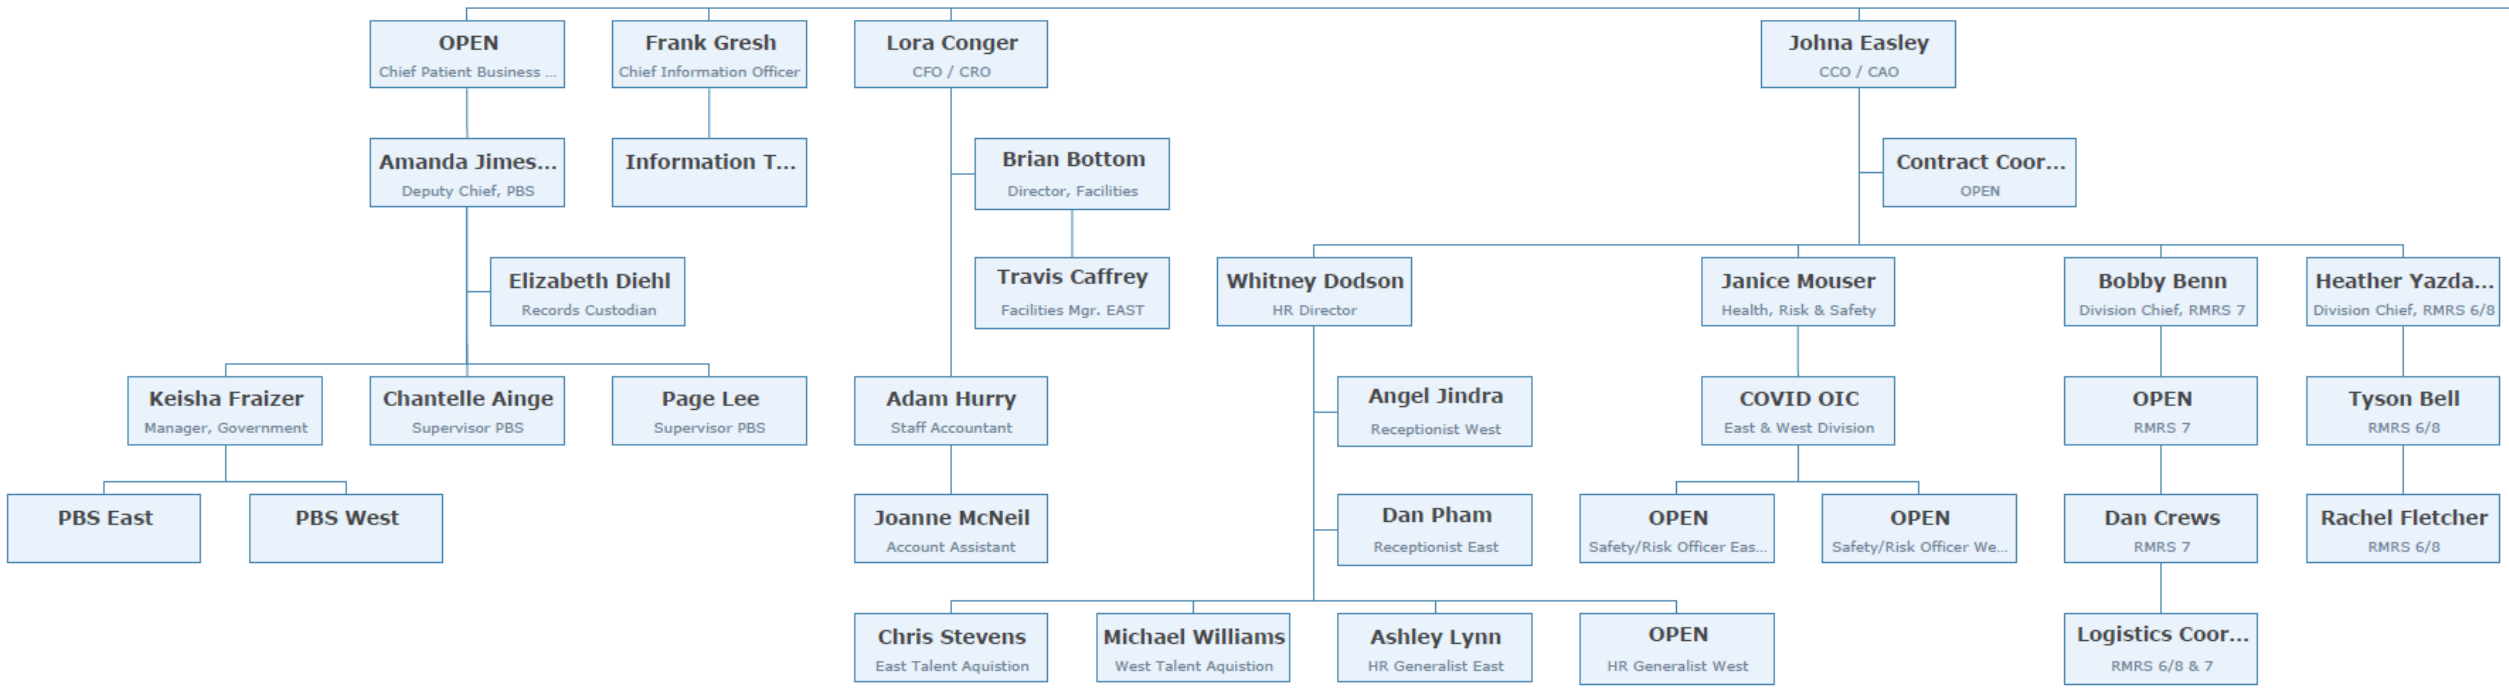 OPEN
Chief Patient Business ...
Frank Gresh
Chief Information Officer
Lora Conger
CFO / CRO
Johna Easley
CCO / CAO
Amanda Jimes...
Deputy Chief, PBS
Information T...
Brian Bottom
Director, Facilities
Contract Coor...
OPEN
Elizabeth Diehl
Records Custodian
Travis Caffrey
Facilities Mgr. EAST
Whitney Dodson
HR Director
Janice Mouser
Health, Risk & Safety
Bobby Benn
Division Chief, RMRS 7
Heather Yazda...
Division Chief, RMRS 6/8
Keisha Fraizer
Manager, Government
Chantelle Ainge
Supervisor PBS
Page Lee
Supervisor PBS
Adam Hurry
Staff Accountant
Angel Jindra
Receptionist West
COVID OIC
East & West Division
OPEN
RMRS 7
Tyson Bell
RMRS 6/8
PBS East
PBS West
Joanne McNeil
Account Assistant
Dan Pham
Receptionist East
OPEN
Safety/Risk Officer Eas...
OPEN
Safety/Risk Officer We...
Dan Crews
RMRS 7
Rachel Fletcher
RMRS 6/8
Chris Stevens
East Talent Aquistion
Michael Williams
West Talent Aquistion
Ashley Lynn
HR Generalist East
OPEN
HR Generalist West
Logistics Coor...
RMRS 6/8 & 7